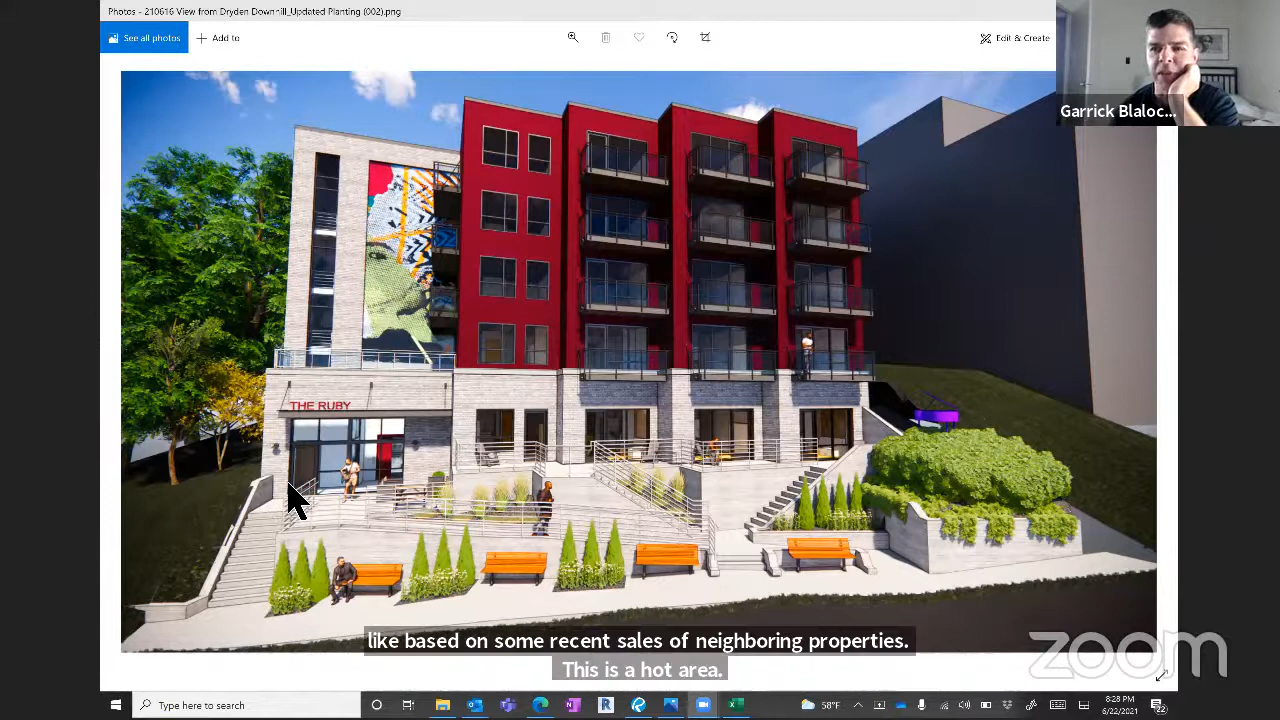 Photos - 210616 View from Dryden Downhill_Updated Planting (002).png
See all photos
Add to
Edit & Create
Garrick Blaloc...
THE RUBY
like based on some recent sales of neighboring properties.
This is a hot area.
zoom
Type here to search
58°F
8:28 PM
6/22/2021
22